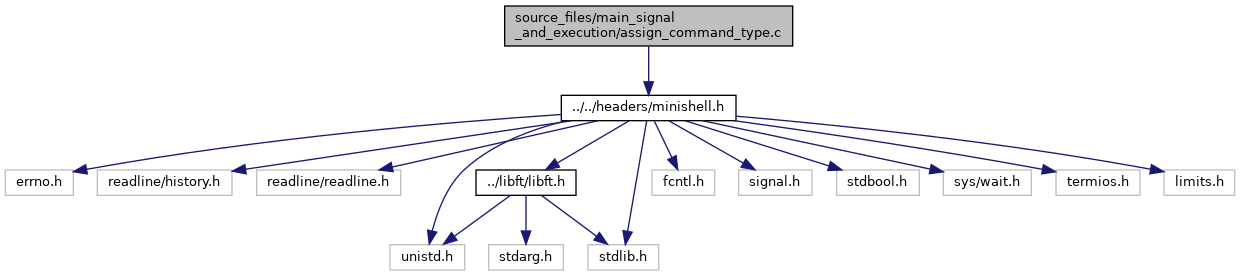 source_files/main_signal
_and_execution/assign_command_type.c
../../headers/minishell.h
errno.h
readline/history.h
readline/readline.h
../libft/libft.h
fcntl.h
signal.h
stdbool.h
sys/wait.h
termios.h
limits.h
unistd.h
stdarg.h
stdlib.h